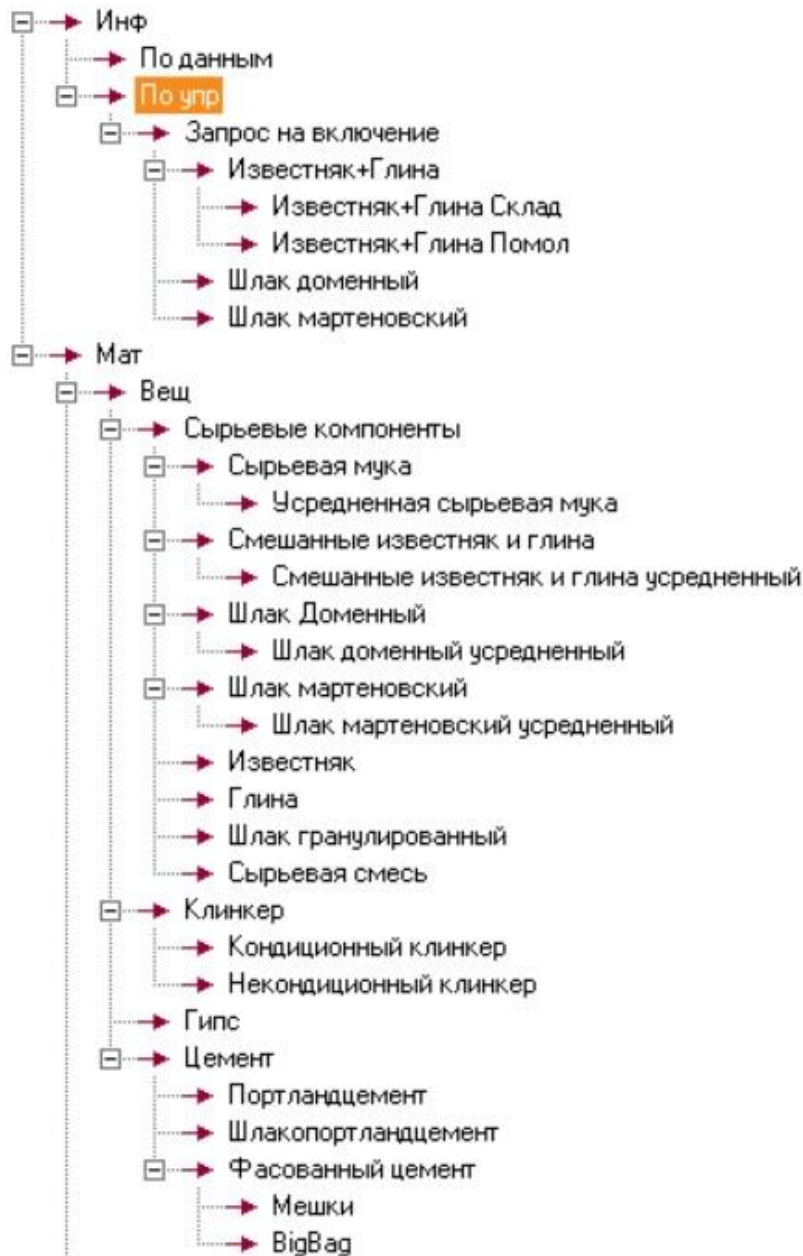 Инф
По данным
По упр
Запрос на включение
Известняк+Глина
Известняк+Глина Склад
Известняк+Глина Помол
Шлак доменный
Шлак мартеновский
Мат
Вещ
Сырьевые компоненты
Сырьевая мука
Усредненная сырьевая мука
Смешанные известняк и глина
Смешанные известняк и глина усредненный
Шлак Доменный
Шлак доменный усредненный
Шлак мартеновский
Шлак мартеновский усредненный
Известняк
Глина
Шлак гранулированный
Сырьевая смесь
Клинкер
Кондиционный клинкер
Некондиционный клинкер
Гипс
Цемент
Портландцемент
Шлакопортландцемент
Фасованный цемент
Мешки
BigBag